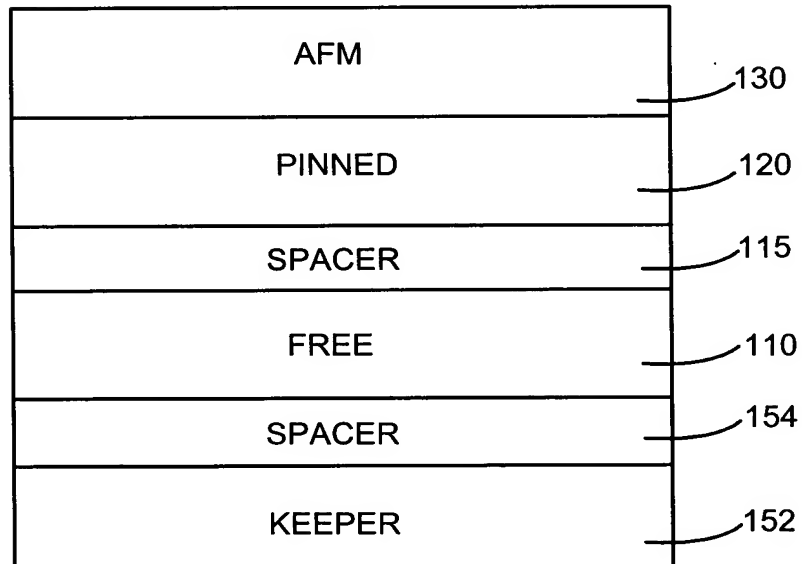 AFM
130
PINNED
120
SPACER
115
FREE
110
SPACER
154
KEEPER
152